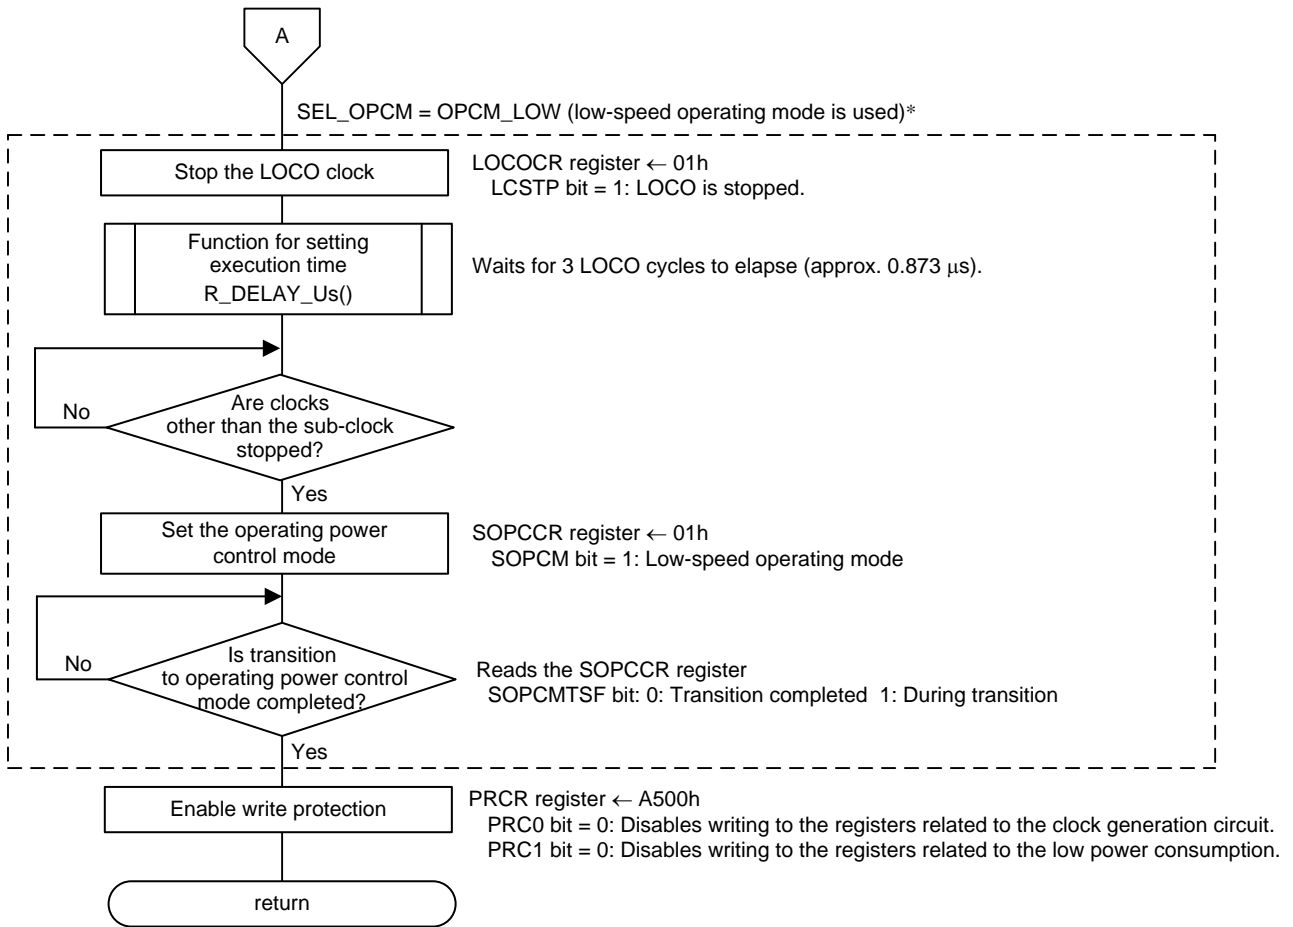 A
SEL_OPCM = OPCM_LOW (low-speed operating mode is used)*
Stop the LOCO clock
LOCOCR register ← 01h
LCSTP bit = 1: LOCO is stopped.
Function for setting
execution time
R_DELAY_Us()
Waits for 3 LOCO cycles to elapse (approx. 0.873 μs).
No
Are clocks
other than the sub-clock
stopped?
Yes
Set the operating power
control mode
SOPCCR register ← 01h
SOPCM bit = 1: Low-speed operating mode
No
Is transition
to operating power control
mode completed?
Reads the SOPCCR register
SOPCMTSF bit: 0: Transition completed 1: During transition
Yes
Enable write protection
PRCR register ← A500h
PRC0 bit = 0: Disables writing to the registers related to the clock generation circuit.
PRC1 bit = 0: Disables writing to the registers related to the low power consumption.
return